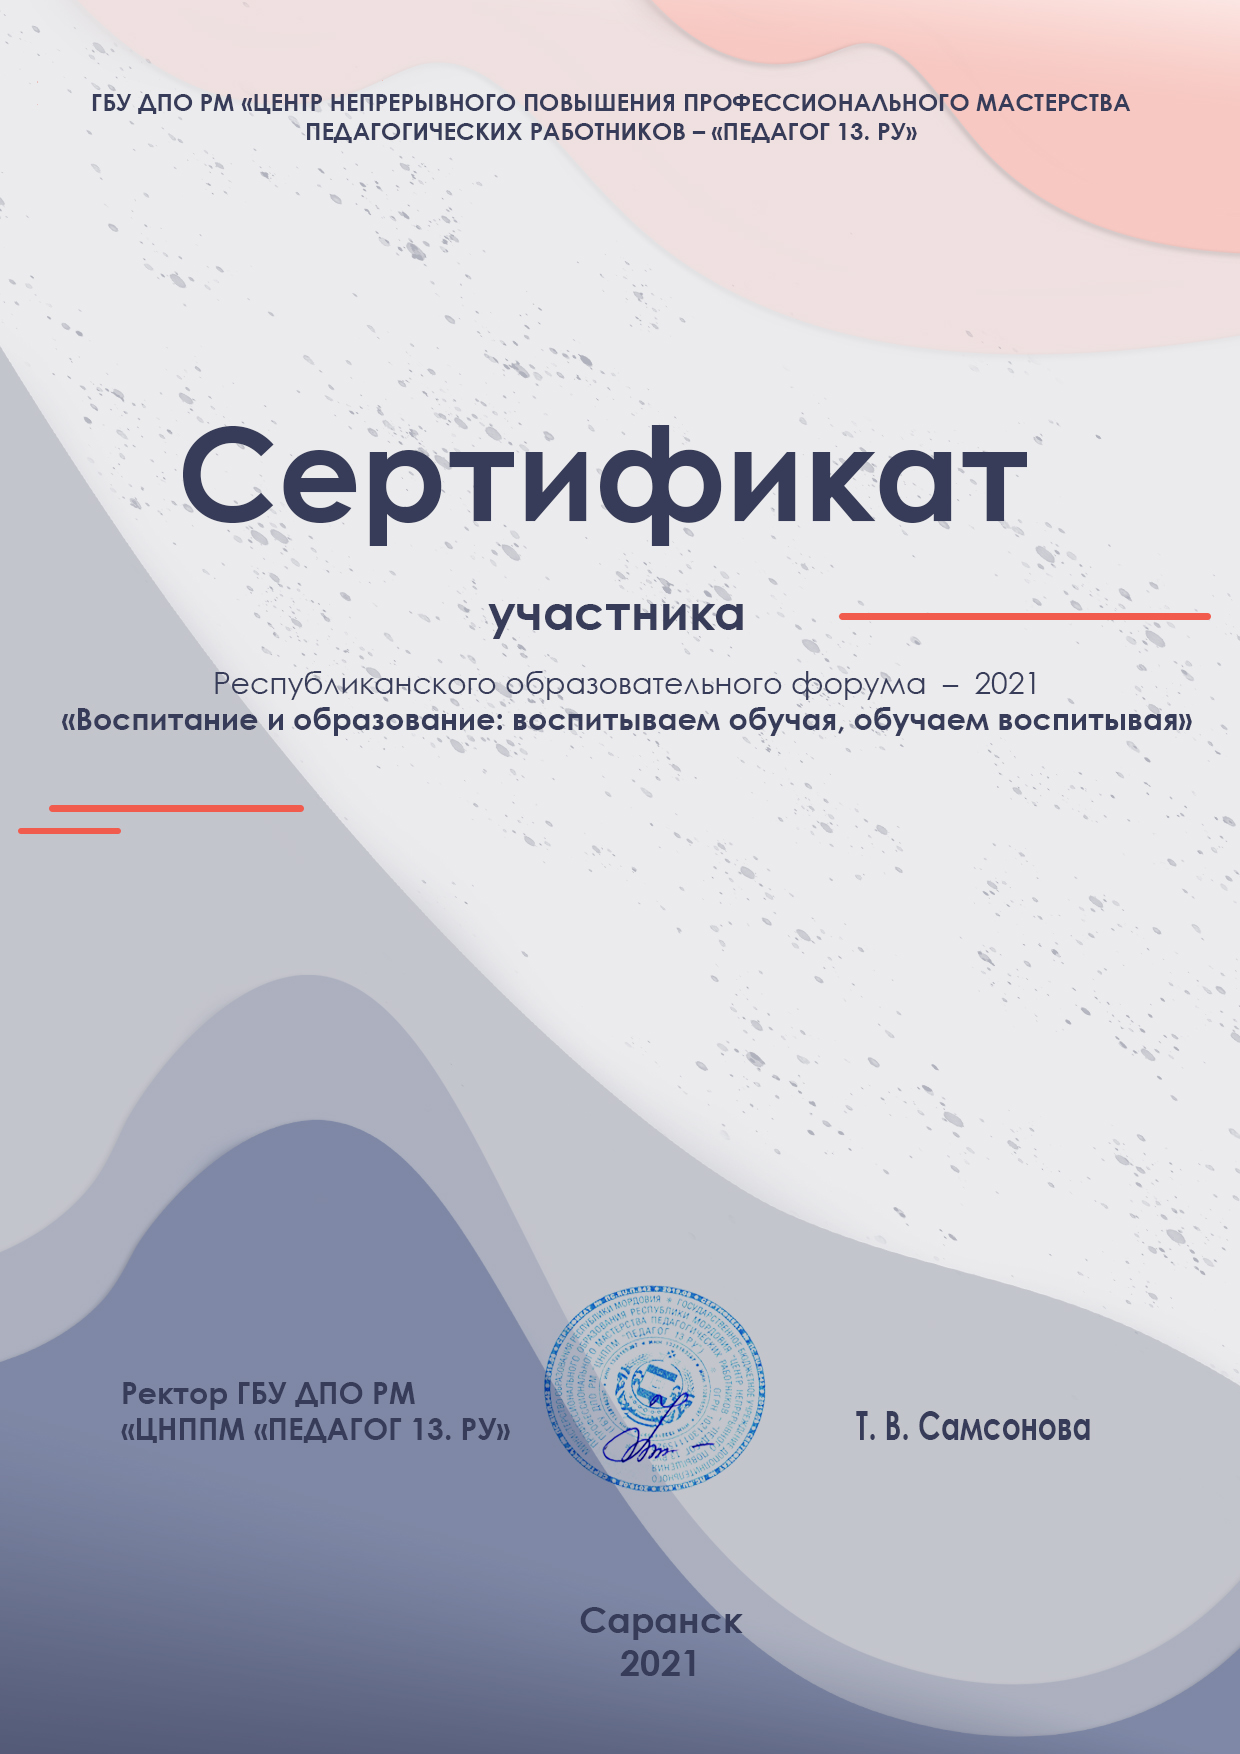 ГБУ ДПО РМ «ЦЕНТР НЕПРЕРЫВНОГО ПОВЫШЕНИЯ ПРОФЕССИОНАЛЬНОГО МАСТЕРСТВА
ПЕДАГОГИЧЕСКИХ РАБОТНИКОВ – «ПЕДАГОГ 13. РУ»
Сертификат
участника
Республиканского образовательного форума – 2021
«Воспитание и образование: воспитываем обучая, обучаем воспитывая»
Ректор ГБУ ДПО РМ
«ЦНППМ «ПЕДАГОГ 13. РУ»
Т. В. Самсонова
Саранск
2021